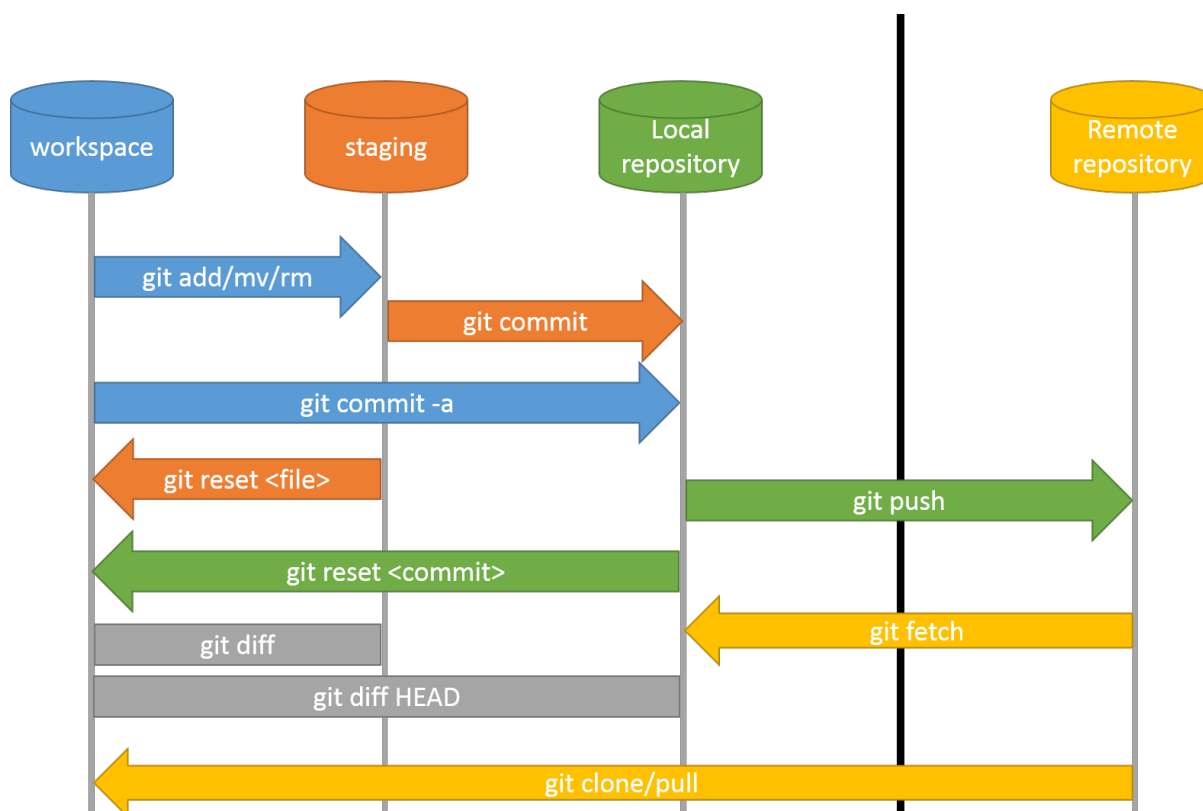 workspace
staging
Local
repository
Remote
repository
git add/mv/rm
git commit
git commit -a
git reset <file>
git push
git reset <commit>
git fetch
git diff
git diff HEAD
git clone/pull